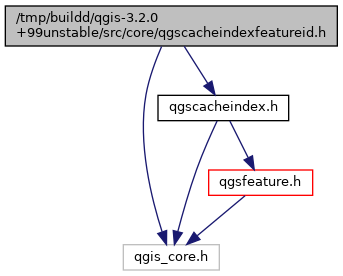 /tmp/buildd/qgis-3.2.0
+99unstable/src/core/qgscacheindexfeatureid.h
qgscacheindex.h
qgsfeature.h
qgis_core.h